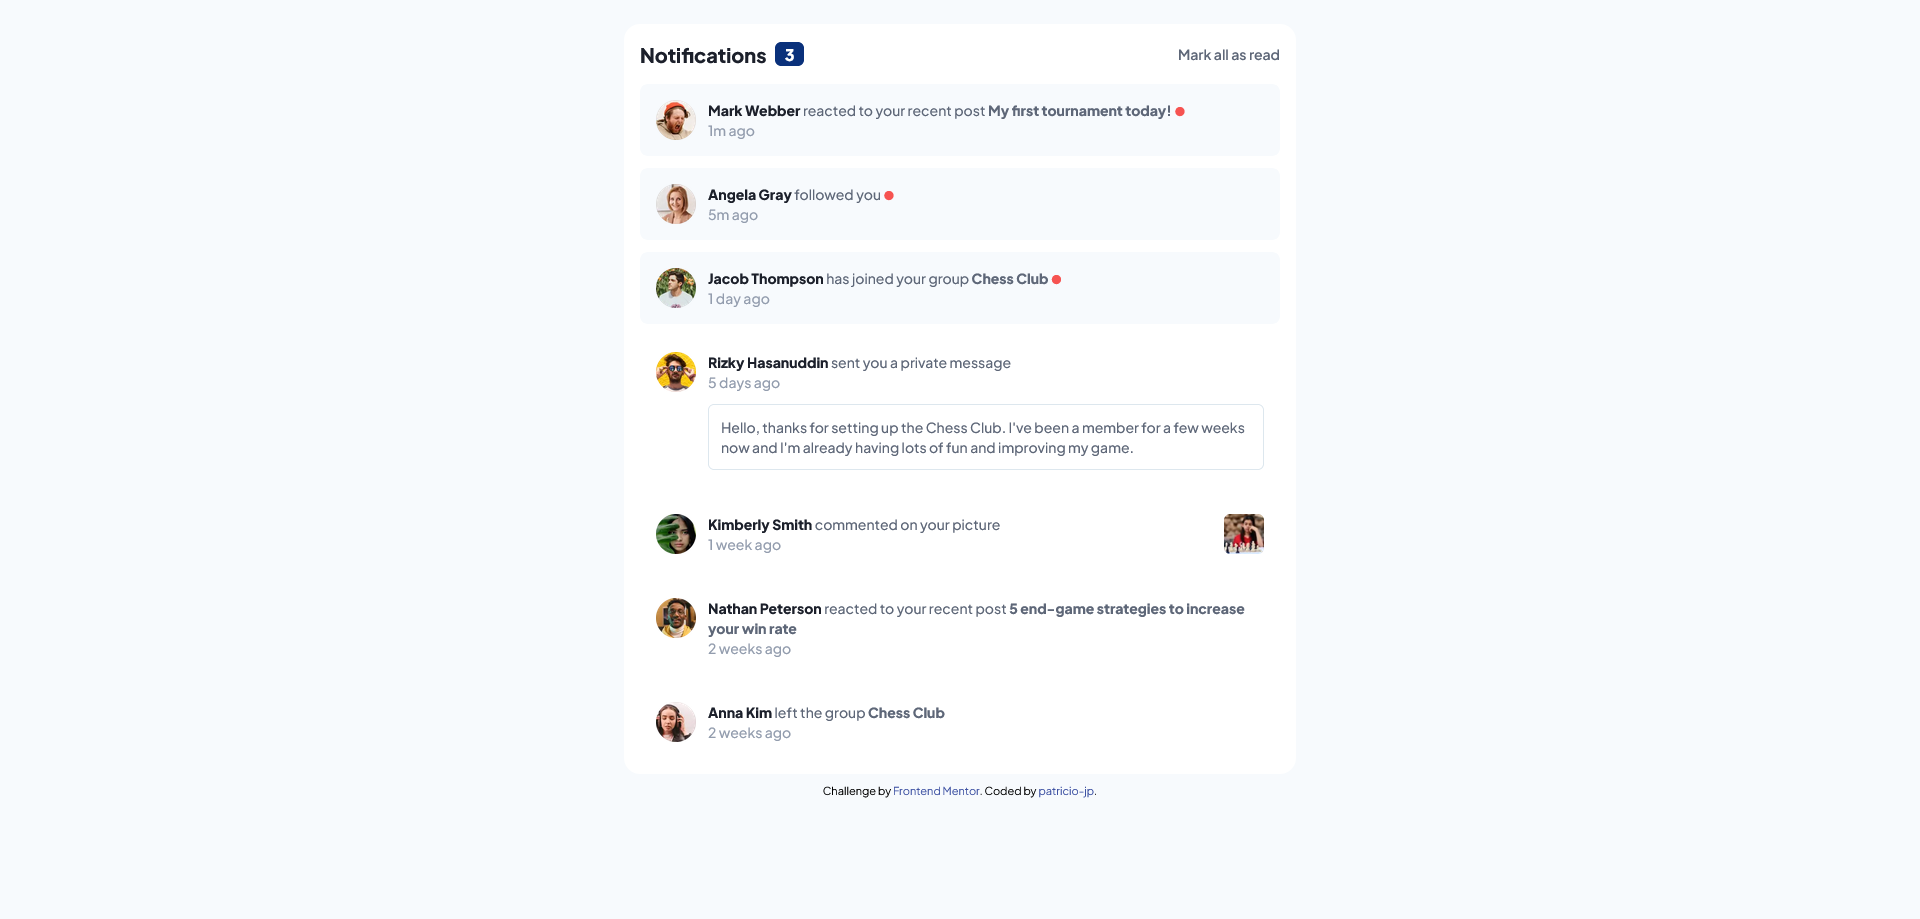 Notifications 3 Mark all as read
Mark Webber reacted to your recent post My first tournament today!
1m ago
Angela Gray followed you
5m ago
Jacob Thompson has joined your group Chess Club
1 day ago
Rizky Hasanuddin sent you a private message
5 days ago
Hello, thanks for setting up the Chess Club. I've been a member for a few weeks
now and I'm already having lots of fun and improving my game.
Kimberly Smith commented on your picture
1 week ago
Nathan Peterson reacted to your recent post 5 end-game strategies to increase
your win rate
2 weeks ago
Anna Kim left the group Chess Club
2 weeks ago
Challenge by Frontend Mentor. Coded by patricio-jp.